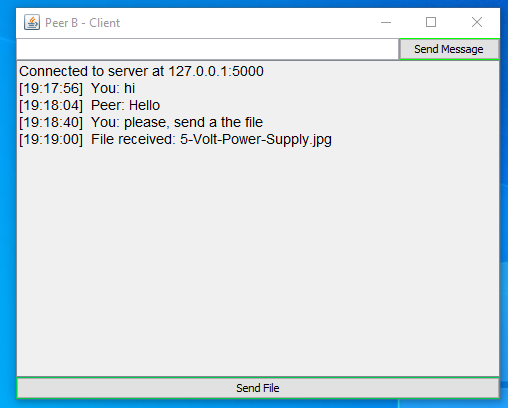 Peer B - Client
Send Message
Connected to server at 127.0.0.1:5000
[19:17:56] You: hi
[19:18:04] Peer: Hello
[19:18:40] You: please, send a the file
[19:19:00] File received: 5-Volt-Power-Supply.jpg
Send File